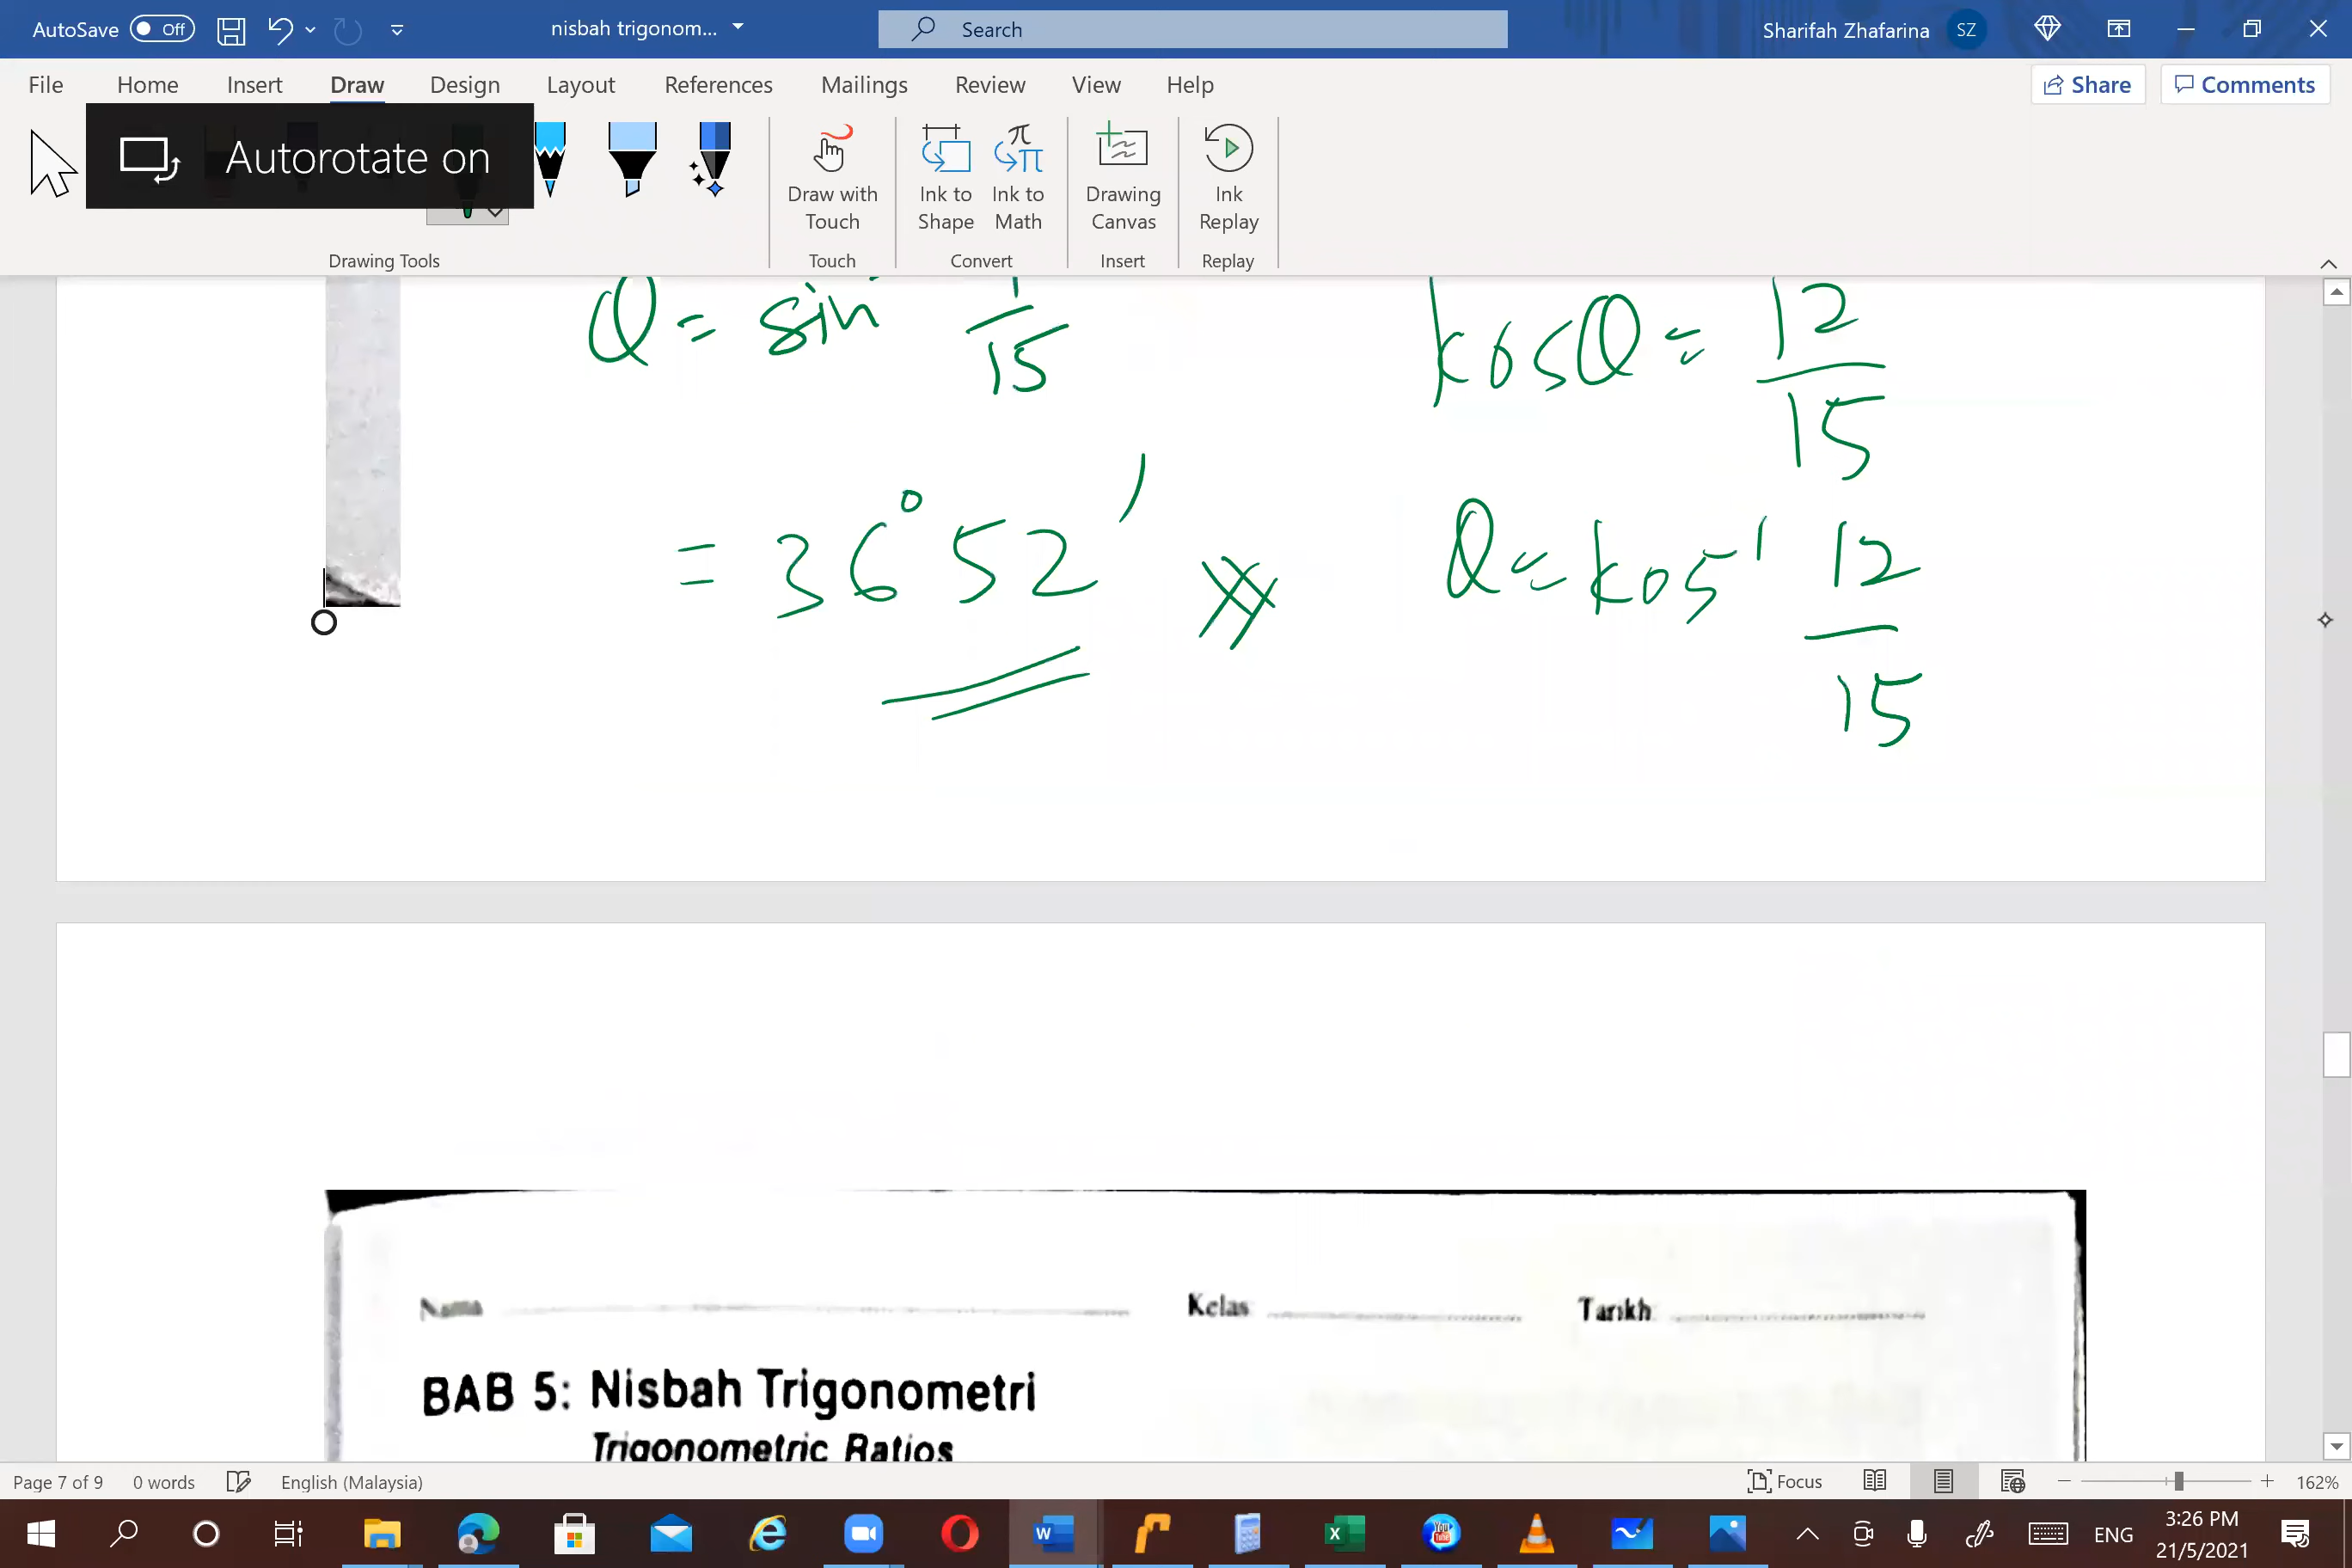 AutoSave Off nisbah trigonom... Search Sharifah Zhafarina SZ
File Home Insert Draw Design Layout References Mailings Review View Help Share Comments
Autorotate on
Draw with Touch
Ink to Shape
Ink to Math
Drawing Canvas
Ink Replay
Drawing Tools Touch Convert Insert Replay
θ = sin
15
= 36°52'
kosθ = 12/15
θ = kos⁻¹ 12/15
Nama Kelas Tarikh
BAB 5: Nisbah Trigonometri
Trigonometric Ratios
Page 7 of 9 0 words English (Malaysia) Focus 162%
ENG 3:26 PM
21/5/2021